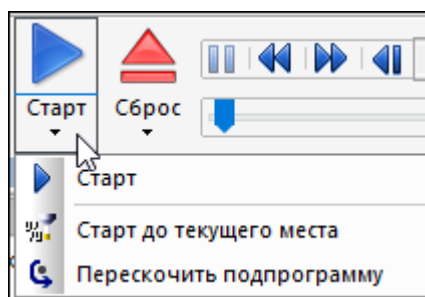 Старт
Сброс
Старт
Старт до текущего места
Перескочить подпрограмму